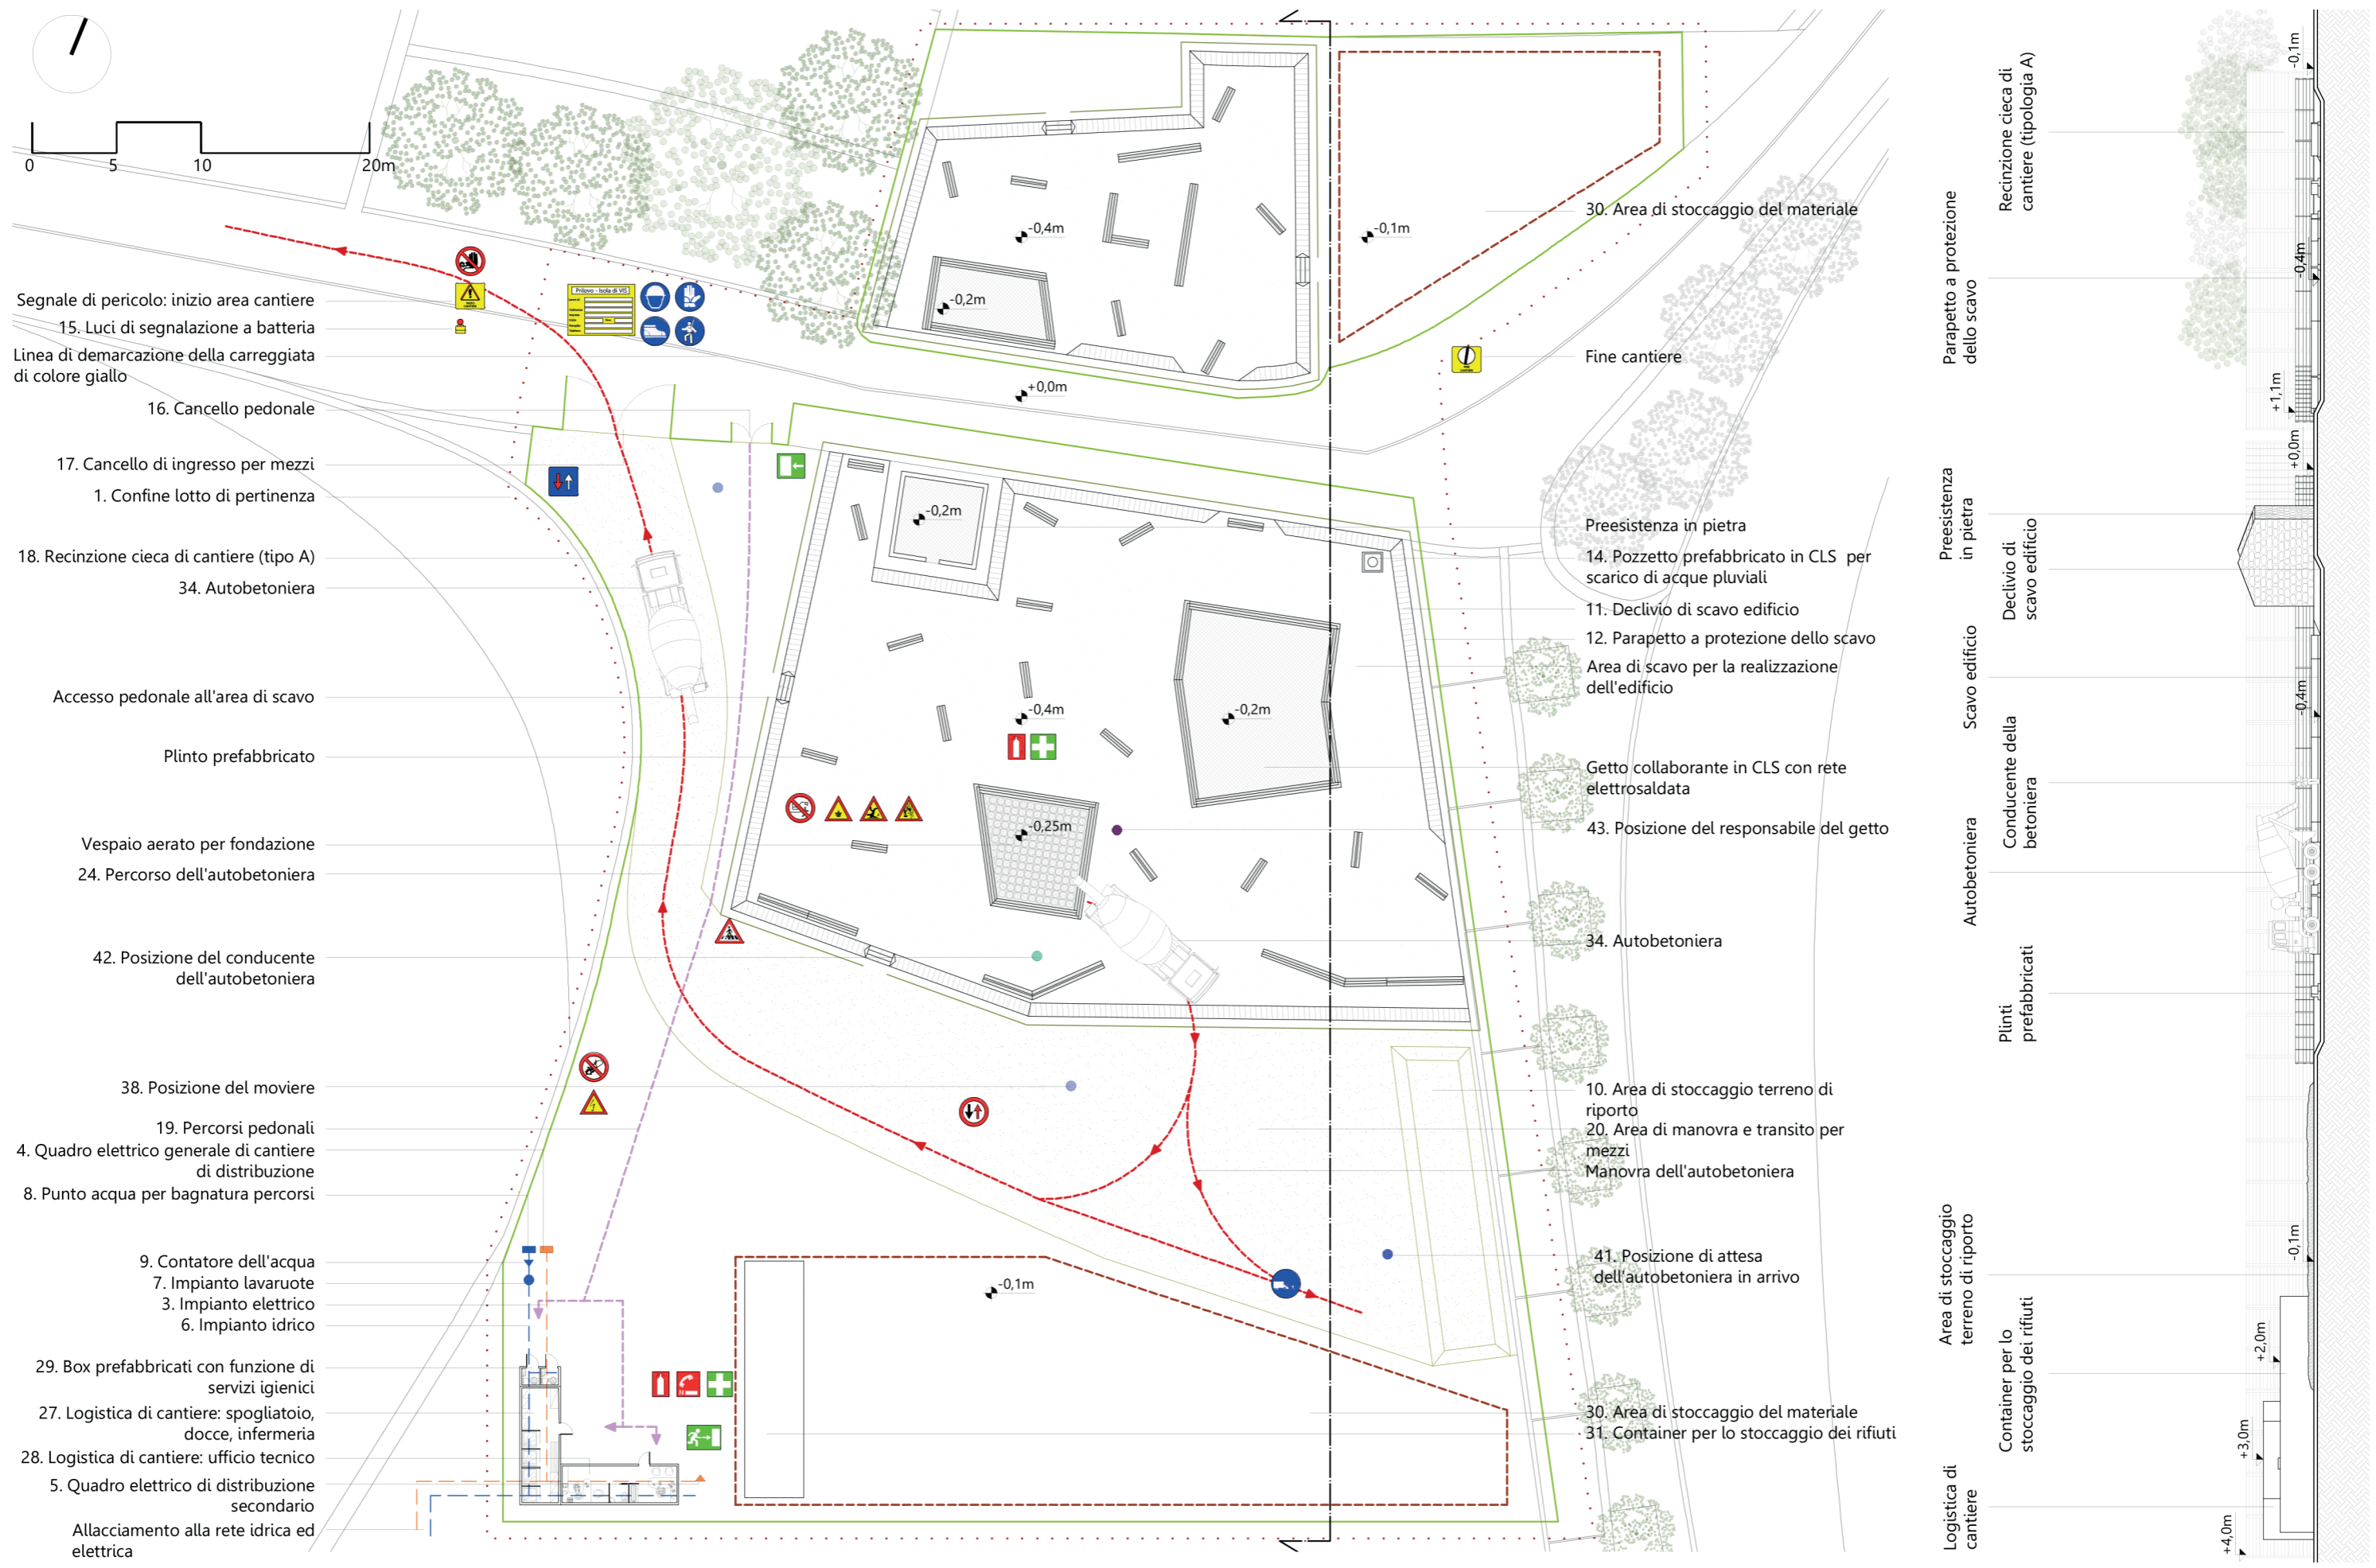 0
5
10
20m
Segnale di pericolo: inizio area cantiere
15. Luci di segnalazione a batteria
Linea di demarcazione della carreggiata
di colore giallo
16. Cancello pedonale
17. Cancello di ingresso per mezzi
1. Confine lotto di pertinenza
18. Recinzione cieca di cantiere (tipo A)
34. Autobetoniera
Accesso pedonale all'area di scavo
Plinto prefabbricato
Vespaio aerato per fondazione
24. Percorso dell'autobetoniera
42. Posizione del conducente
dell'autobetoniera
38. Posizione del moviere
19. Percorsi pedonali
4. Quadro elettrico generale di cantiere
di distribuzione
8. Punto acqua per bagnatura percorsi
9. Contatore dell'acqua
7. Impianto lavaruote
3. Impianto elettrico
6. Impianto idrico
29. Box prefabbricati con funzione di
servizi igienici
27. Logistica di cantiere: spogliatoio,
docce, infermeria
28. Logistica di cantiere: ufficio tecnico
5. Quadro elettrico di distribuzione
secondario
Allacciamento alla rete idrica ed
elettrica
Prilovo - Isola di VIS
-0,4m
-0,2m
-0,1m
+0,0m
-0,2m
-0,4m
-0,2m
-0,25m
-0,1m
30. Area di stoccaggio del materiale
Fine cantiere
Preesistenza in pietra
14. Pozzetto prefabbricato in CLS per
scarico di acque pluviali
11. Declivio di scavo edificio
12. Parapetto a protezione dello scavo
Area di scavo per la realizzazione
dell'edificio
Getto collaborante in CLS con rete
elettrosaldata
43. Posizione del responsabile del getto
34. Autobetoniera
10. Area di stoccaggio terreno di
riporto
20. Area di manovra e transito per
mezzi
Manovra dell'autobetoniera
41. Posizione di attesa
dell'autobetoniera in arrivo
30. Area di stoccaggio del materiale
31. Container per lo stoccaggio dei rifiuti
Recinzione cieca di
cantiere (tipologia A)
Parapetto a protezione
dello scavo
Preesistenza
in pietra
Declivio di
scavo edificio
Scavo edificio
Conducente della
betoniera
Autobetoniera
Plinti
prefabbricati
Area di stoccaggio
terreno di riporto
Container per lo
stoccaggio dei rifiuti
Logistica di
cantiere
-0,1m
-0,4m
+1,1m
+0,0m
-0,4m
-0,1m
+2,0m
+3,0m
+4,0m